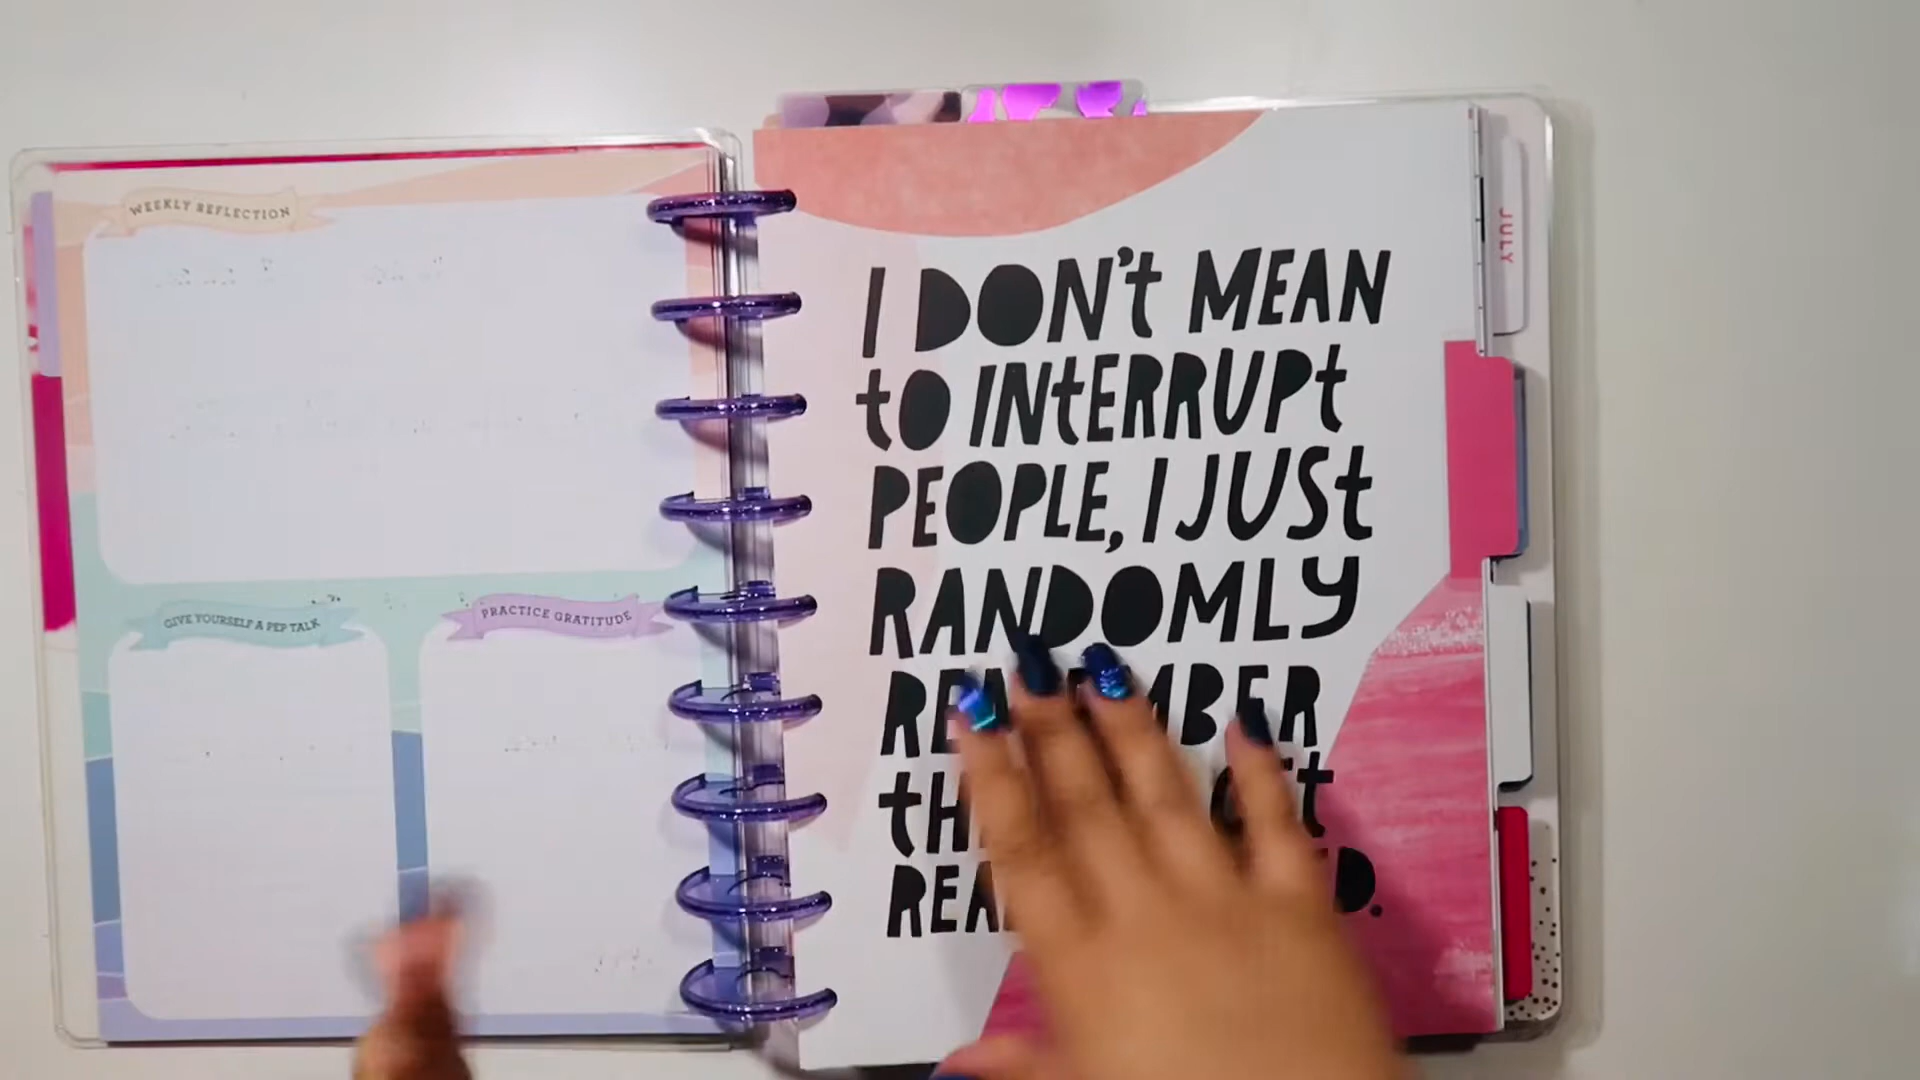 WEEKLY REFLECTION
GIVE YOURSELF A PEP TALK
PRACTICE GRATITUDE
I DON't MEAN
tO INtERRUPt
PEOPLE, I JUSt
RANDOMLY
JULY